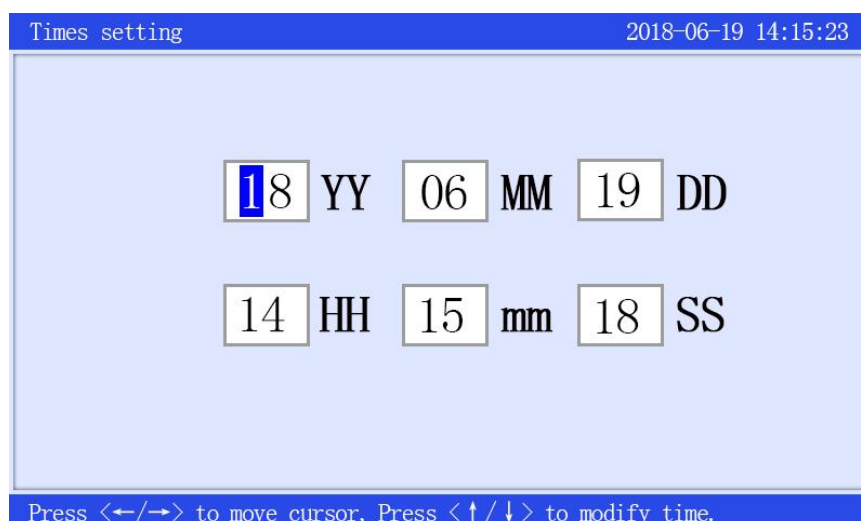 Times setting 2018-06-19 14:15:23
18 YY 06 MM 19 DD
14 HH 15 mm 18 SS
Press <←/→> to move cursor, Press <↑/↓> to modify time.